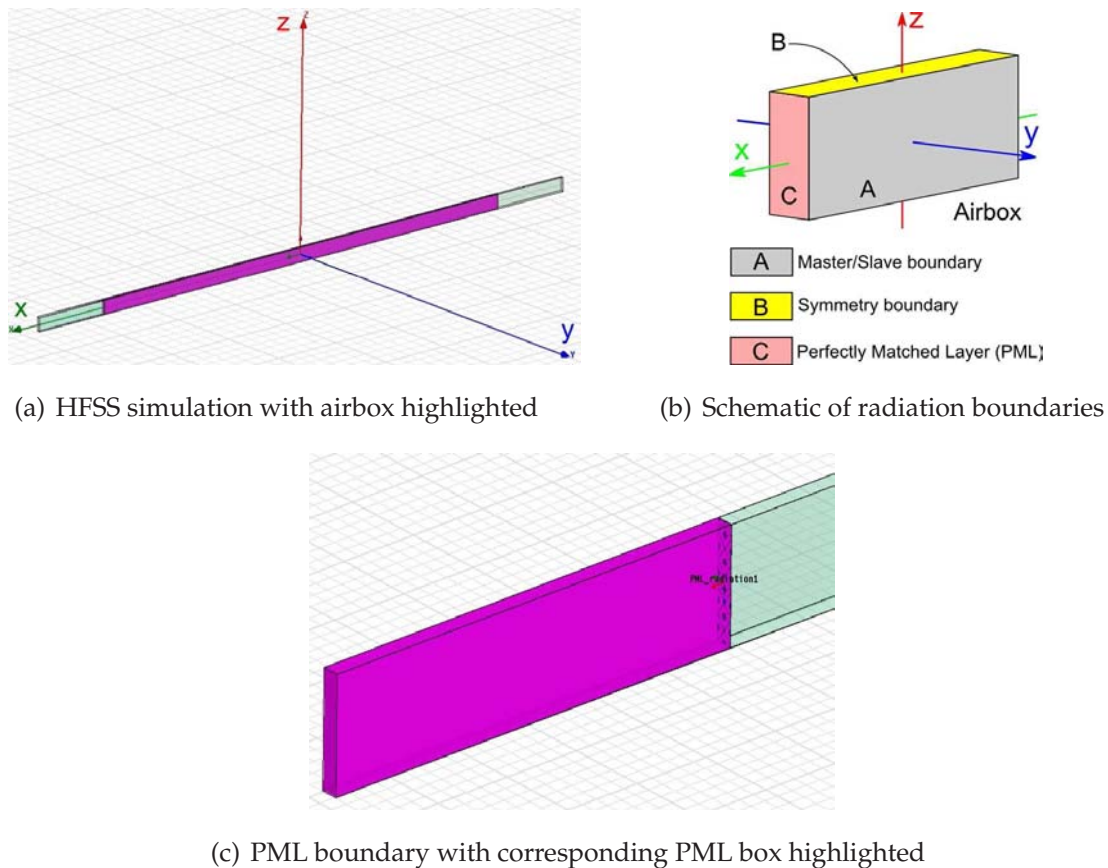 z
x
y
(a) HFSS simulation with airbox highlighted
B
z
x
y
C
A
Airbox
A Master/Slave boundary
B Symmetry boundary
C Perfectly Matched Layer (PML)
(b) Schematic of radiation boundaries
PML_radiation1
(c) PML boundary with corresponding PML box highlighted